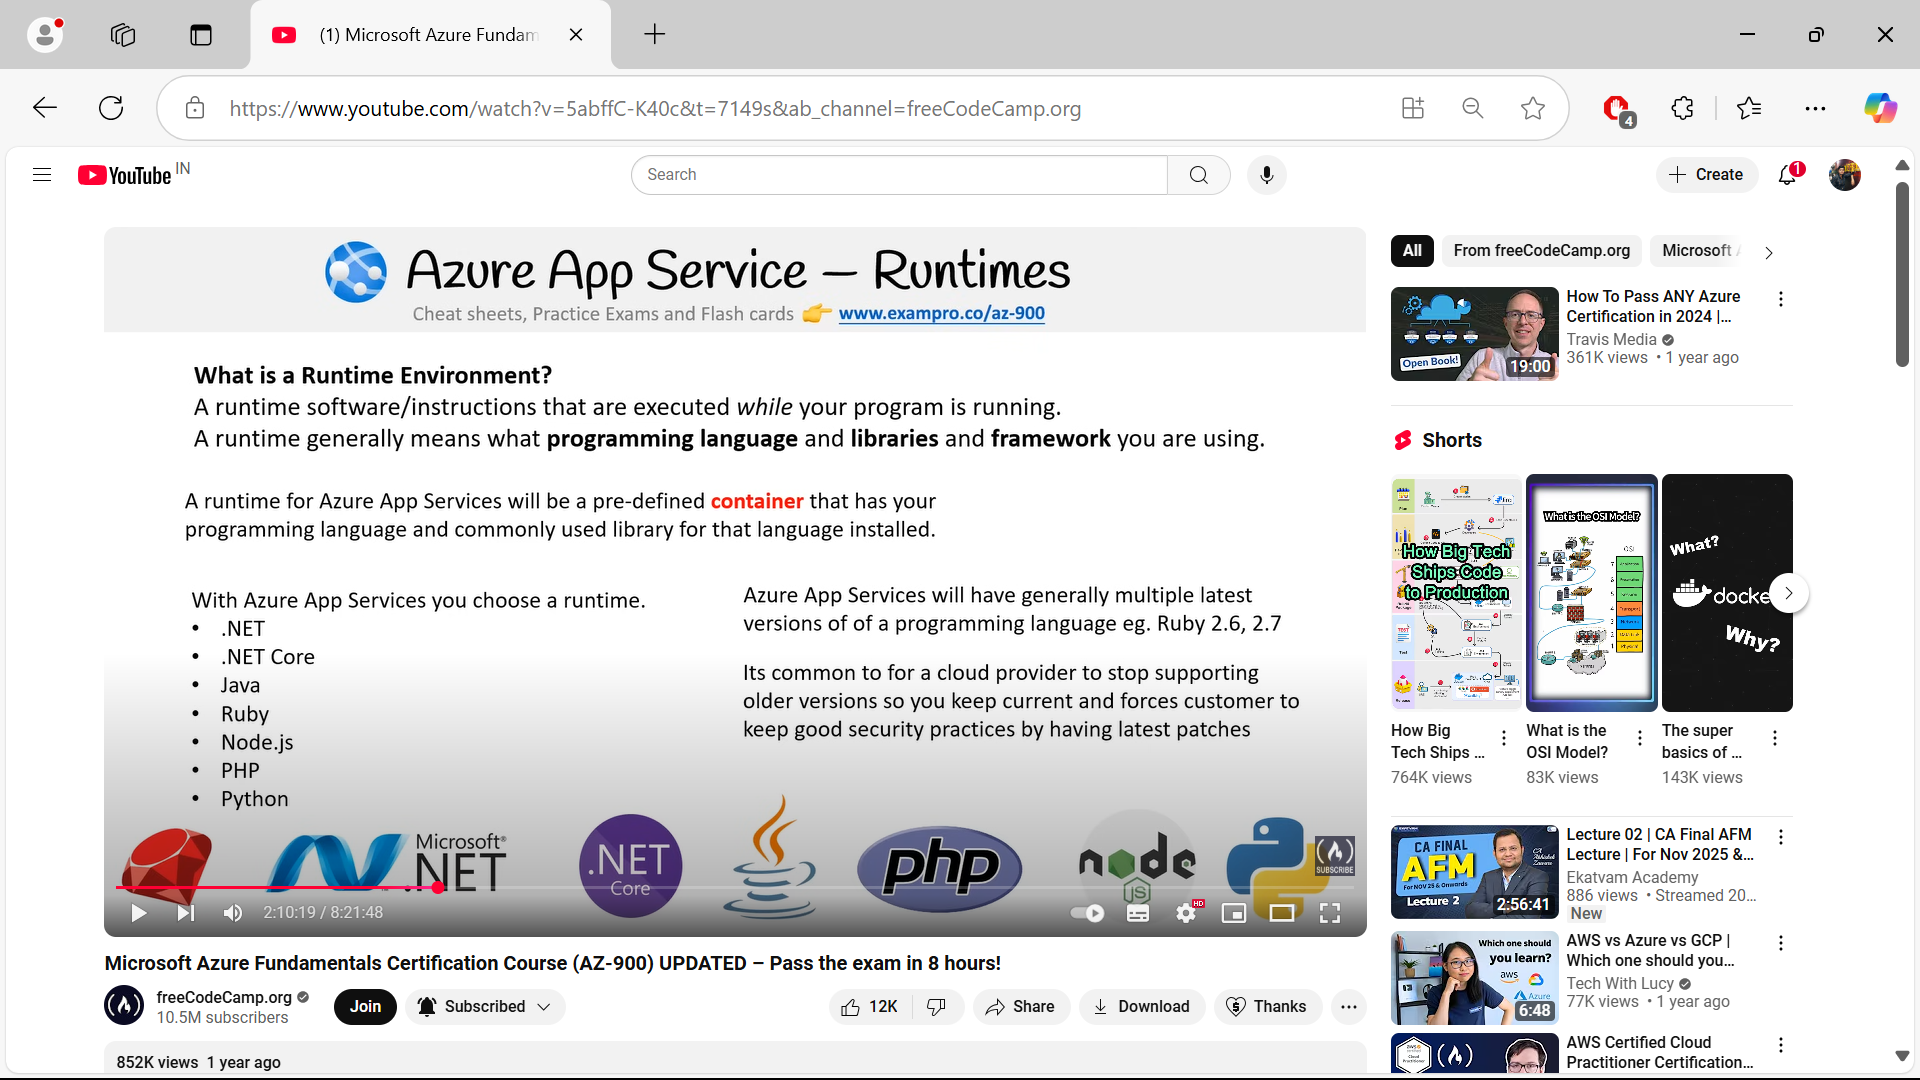 (1) Microsoft Azure Fundam
https://www.youtube.com/watch?v=5abffC-K40c&t=7149s&ab_channel=freeCodeCamp.org
4
YouTube IN
Search
Create
1
Azure App Service – Runtimes
Cheat sheets, Practice Exams and Flash cards 👉 www.exampro.co/az-900
What is a Runtime Environment?
A runtime software/instructions that are executed while your program is running.
A runtime generally means what programming language and libraries and framework you are using.
A runtime for Azure App Services will be a pre-defined container that has your
programming language and commonly used library for that language installed.
With Azure App Services you choose a runtime.
• .NET
• .NET Core
• Java
• Ruby
• Node.js
• PHP
• Python
Azure App Services will have generally multiple latest
versions of of a programming language eg. Ruby 2.6, 2.7
Its common to for a cloud provider to stop supporting
older versions so you keep current and forces customer to
keep good security practices by having latest patches
Microsoft®
.NET
.NET
Core
php
node
JS
SUBSCRIBE
2:10:19 / 8:21:48
HD
Microsoft Azure Fundamentals Certification Course (AZ-900) UPDATED – Pass the exam in 8 hours!
freeCodeCamp.org
10.5M subscribers
Join
Subscribed
12K
Share
Download
Thanks
852K views 1 year ago
All
From freeCodeCamp.org
Microsoft
Open Book!
19:00
How To Pass ANY Azure
Certification in 2024 |...
Travis Media
361K views • 1 year ago
Shorts
How Big Tech
Ships Code
to Production
How Big
Tech Ships ...
764K views
What is the OSI Model?
OSI
What is the
OSI Model?
83K views
What?
docke
Why?
The super
basics of ...
143K views
CA FINAL
AFM
For NOV 25 & Onwards
Lecture 2
2:56:41
Lecture 02 | CA Final AFM
Lecture | For Nov 2025 &...
Ekatvam Academy
886 views • Streamed 20...
New
Which one should
you learn?
aws
Azure
6:48
AWS vs Azure vs GCP |
Which one should you...
Tech With Lucy
77K views • 1 year ago
AWS Certified Cloud
Practitioner Certification...